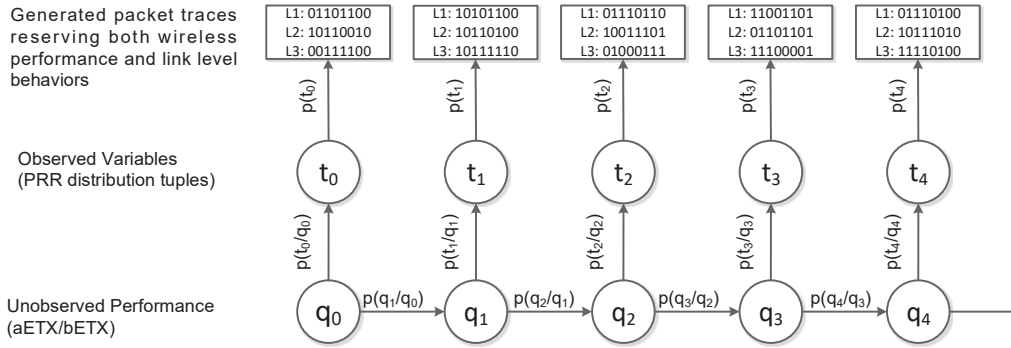 Generated packet traces
reserving both wireless
performance and link level
behaviors
L1: 01101100
L2: 10110010
L3: 00111100
L1: 10101100
L2: 10110100
L3: 10111110
L1: 01110110
L2: 10011101
L3: 01000111
L1: 11001101
L2: 01101101
L3: 11100001
L1: 01110100
L2: 10111010
L3: 11110100
p(t₀)
p(t₁)
p(t₂)
p(t₃)
p(t₄)
Observed Variables
(PRR distribution tuples)
t₀
t₁
t₂
t₃
t₄
p(t₀/q₀)
p(t₁/q₁)
p(t₂/q₂)
p(t₃/q₃)
p(t₄/q₄)
Unobserved Performance
(aETX/bETX)
q₀
p(q₁/q₀)
q₁
p(q₂/q₁)
q₂
p(q₃/q₂)
q₃
p(q₄/q₃)
q₄